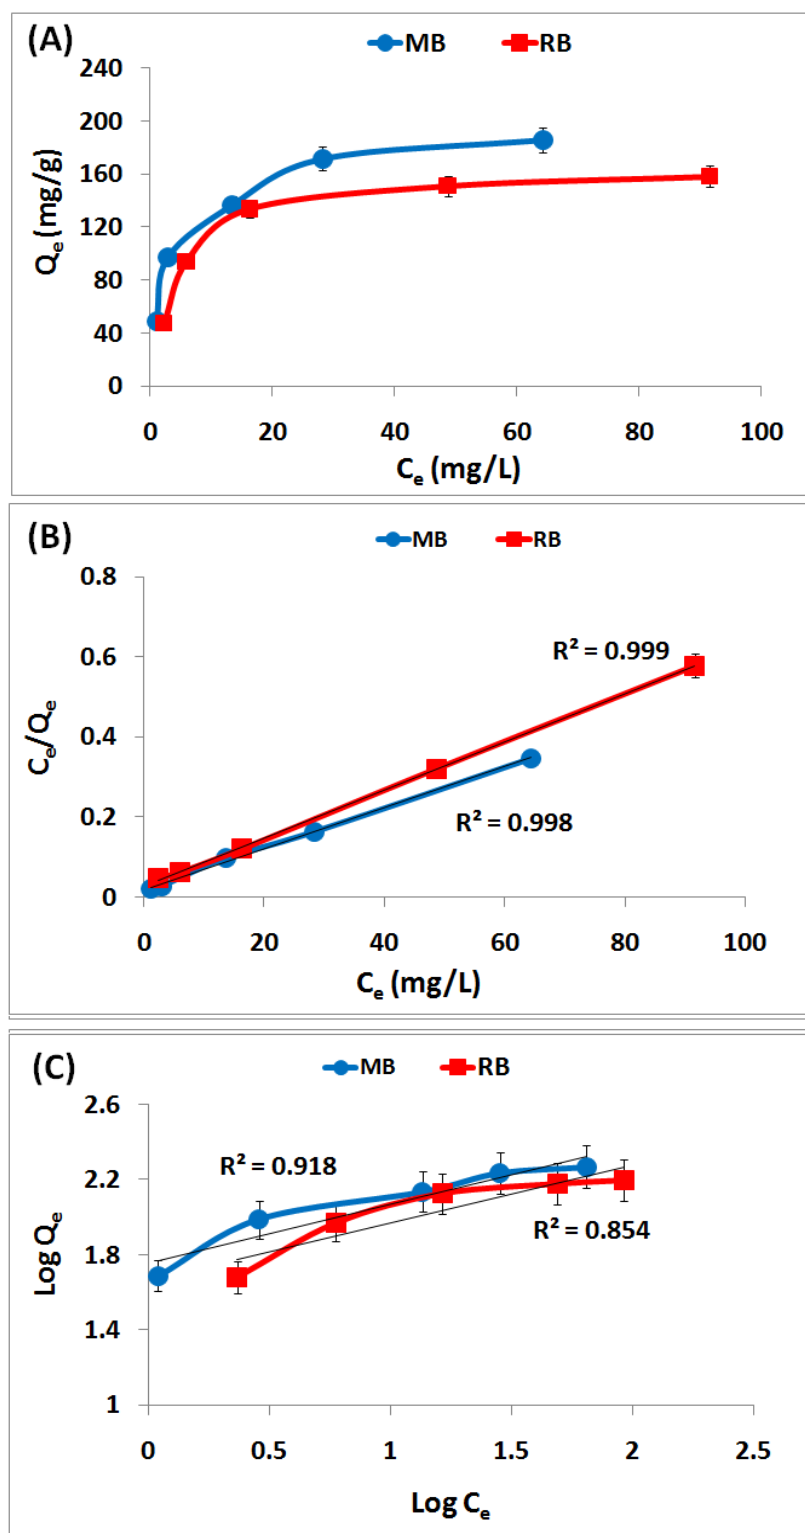 (A)
MB RB
240
200
160
120
80
40
0
Qe (mg/g)
0 20 40 60 80 100
Ce (mg/L)
(B)
MB RB
0.8
0.6
0.4
0.2
0
Ce/Qe
R² = 0.999
R² = 0.998
0 20 40 60 80 100
Ce (mg/L)
(C)
MB RB
2.6
2.2
1.8
1.4
1
Log Qe
R² = 0.918
R² = 0.854
0 0.5 1 1.5 2 2.5
Log Ce